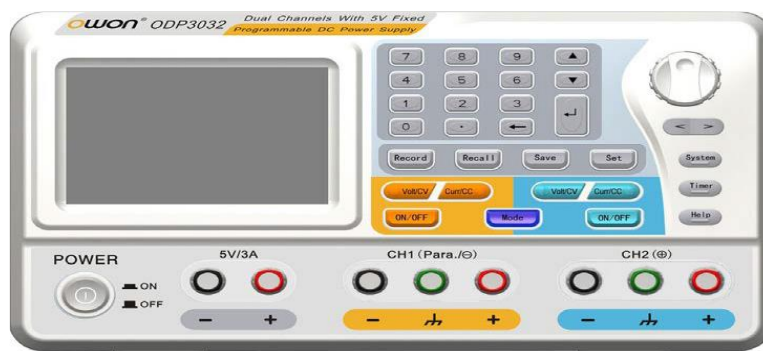 OWON® ODP3032 Dual Channels With 5V Fixed
Programmable DC Power Supply
7 8 9 ▲
4 5 6 ▼
1 2 3 ↵
0 . ←
< >
Record Recall Save Set System
Volt/CV Curr/CC Volt/CV Curr/CC Timer
ON/OFF Mode ON/OFF Help
POWER 5V/3A CH1 (Para./⊖) CH2 (⊕)
ON
OFF
− + − + − +